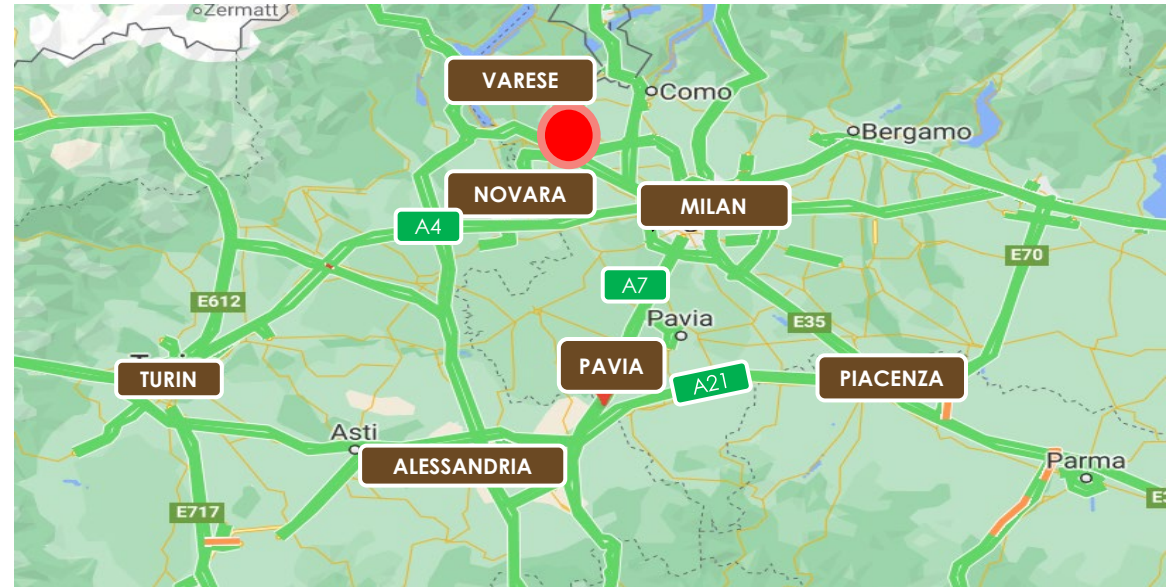 Zermatt
VARESE
Como
Bergamo
NOVARA
MILAN
A4
E70
A7
E612
Pavia
E35
PAVIA
TURIN
A21
PIACENZA
Asti
ALESSANDRIA
Parma
E717